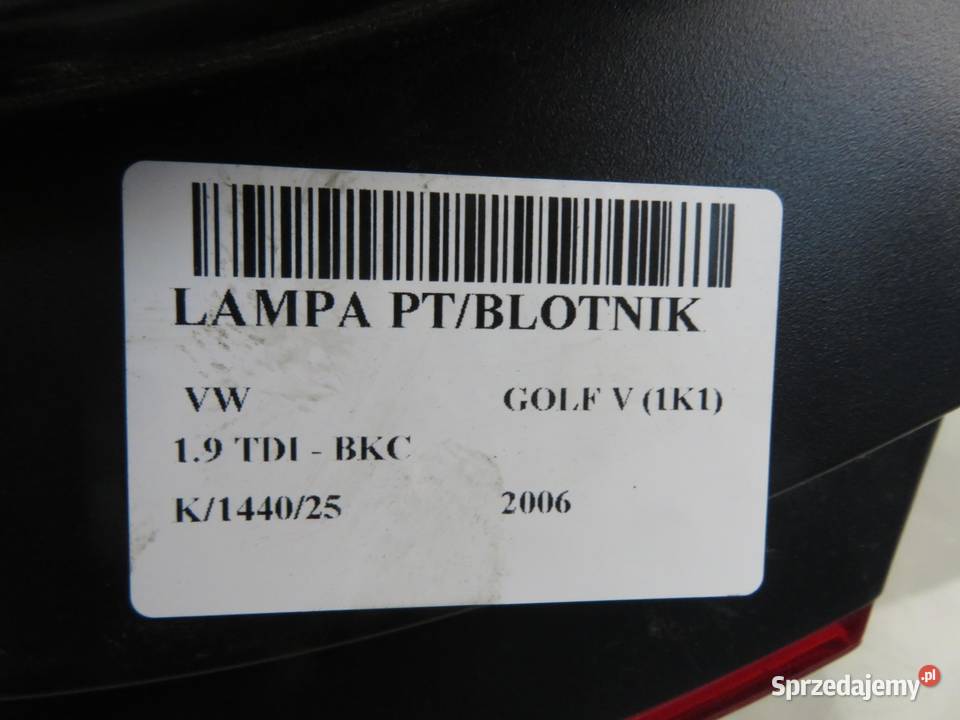 LAMPA PT/BLOTNIK
VW GOLF V (1K1)
1.9 TDI - BKC
K/1440/25 2006
Sprzedajemy.pl